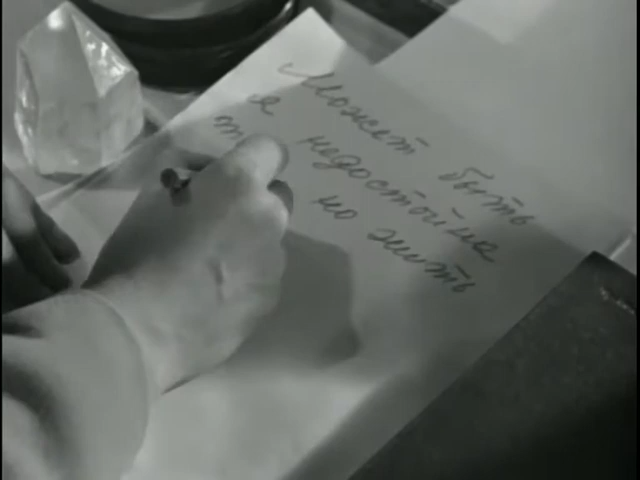 Может быть
я недостойна
но жить